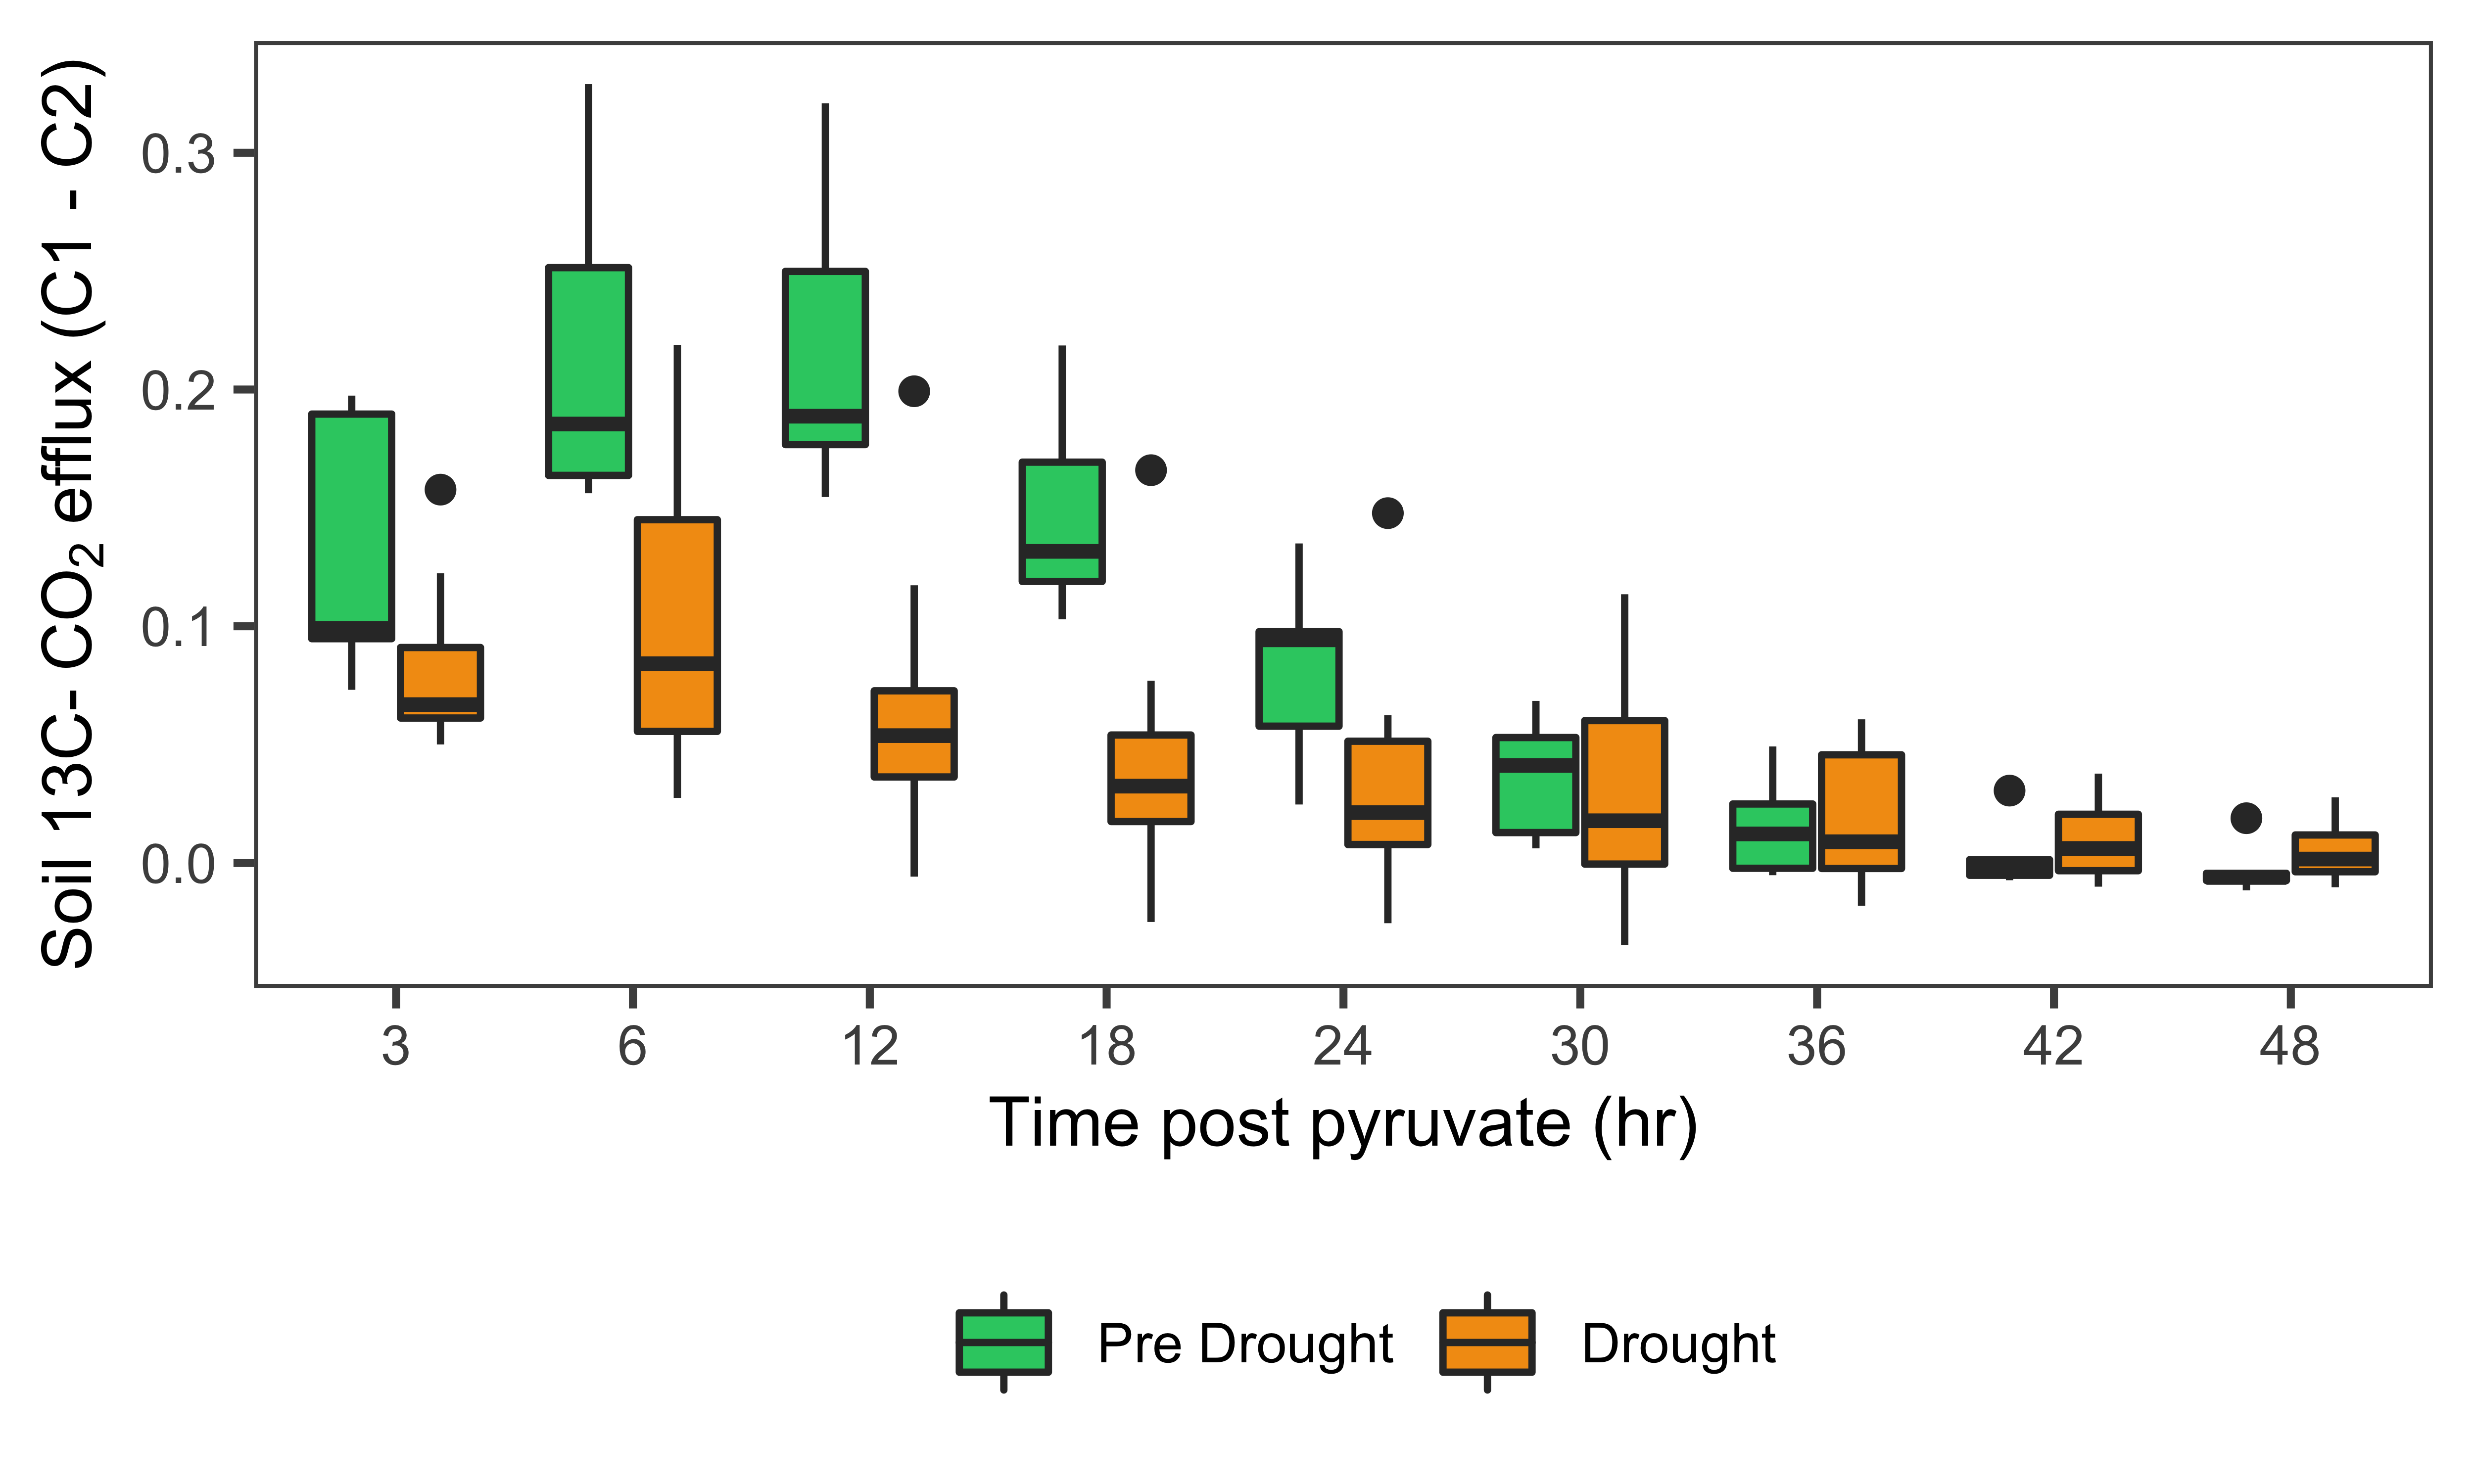 Soil 13C- CO₂ efflux (C1 - C2)
0.3
0.2
0.1
0.0
3 6 12 18 24 30 36 42 48
Time post pyruvate (hr)
Pre Drought Drought